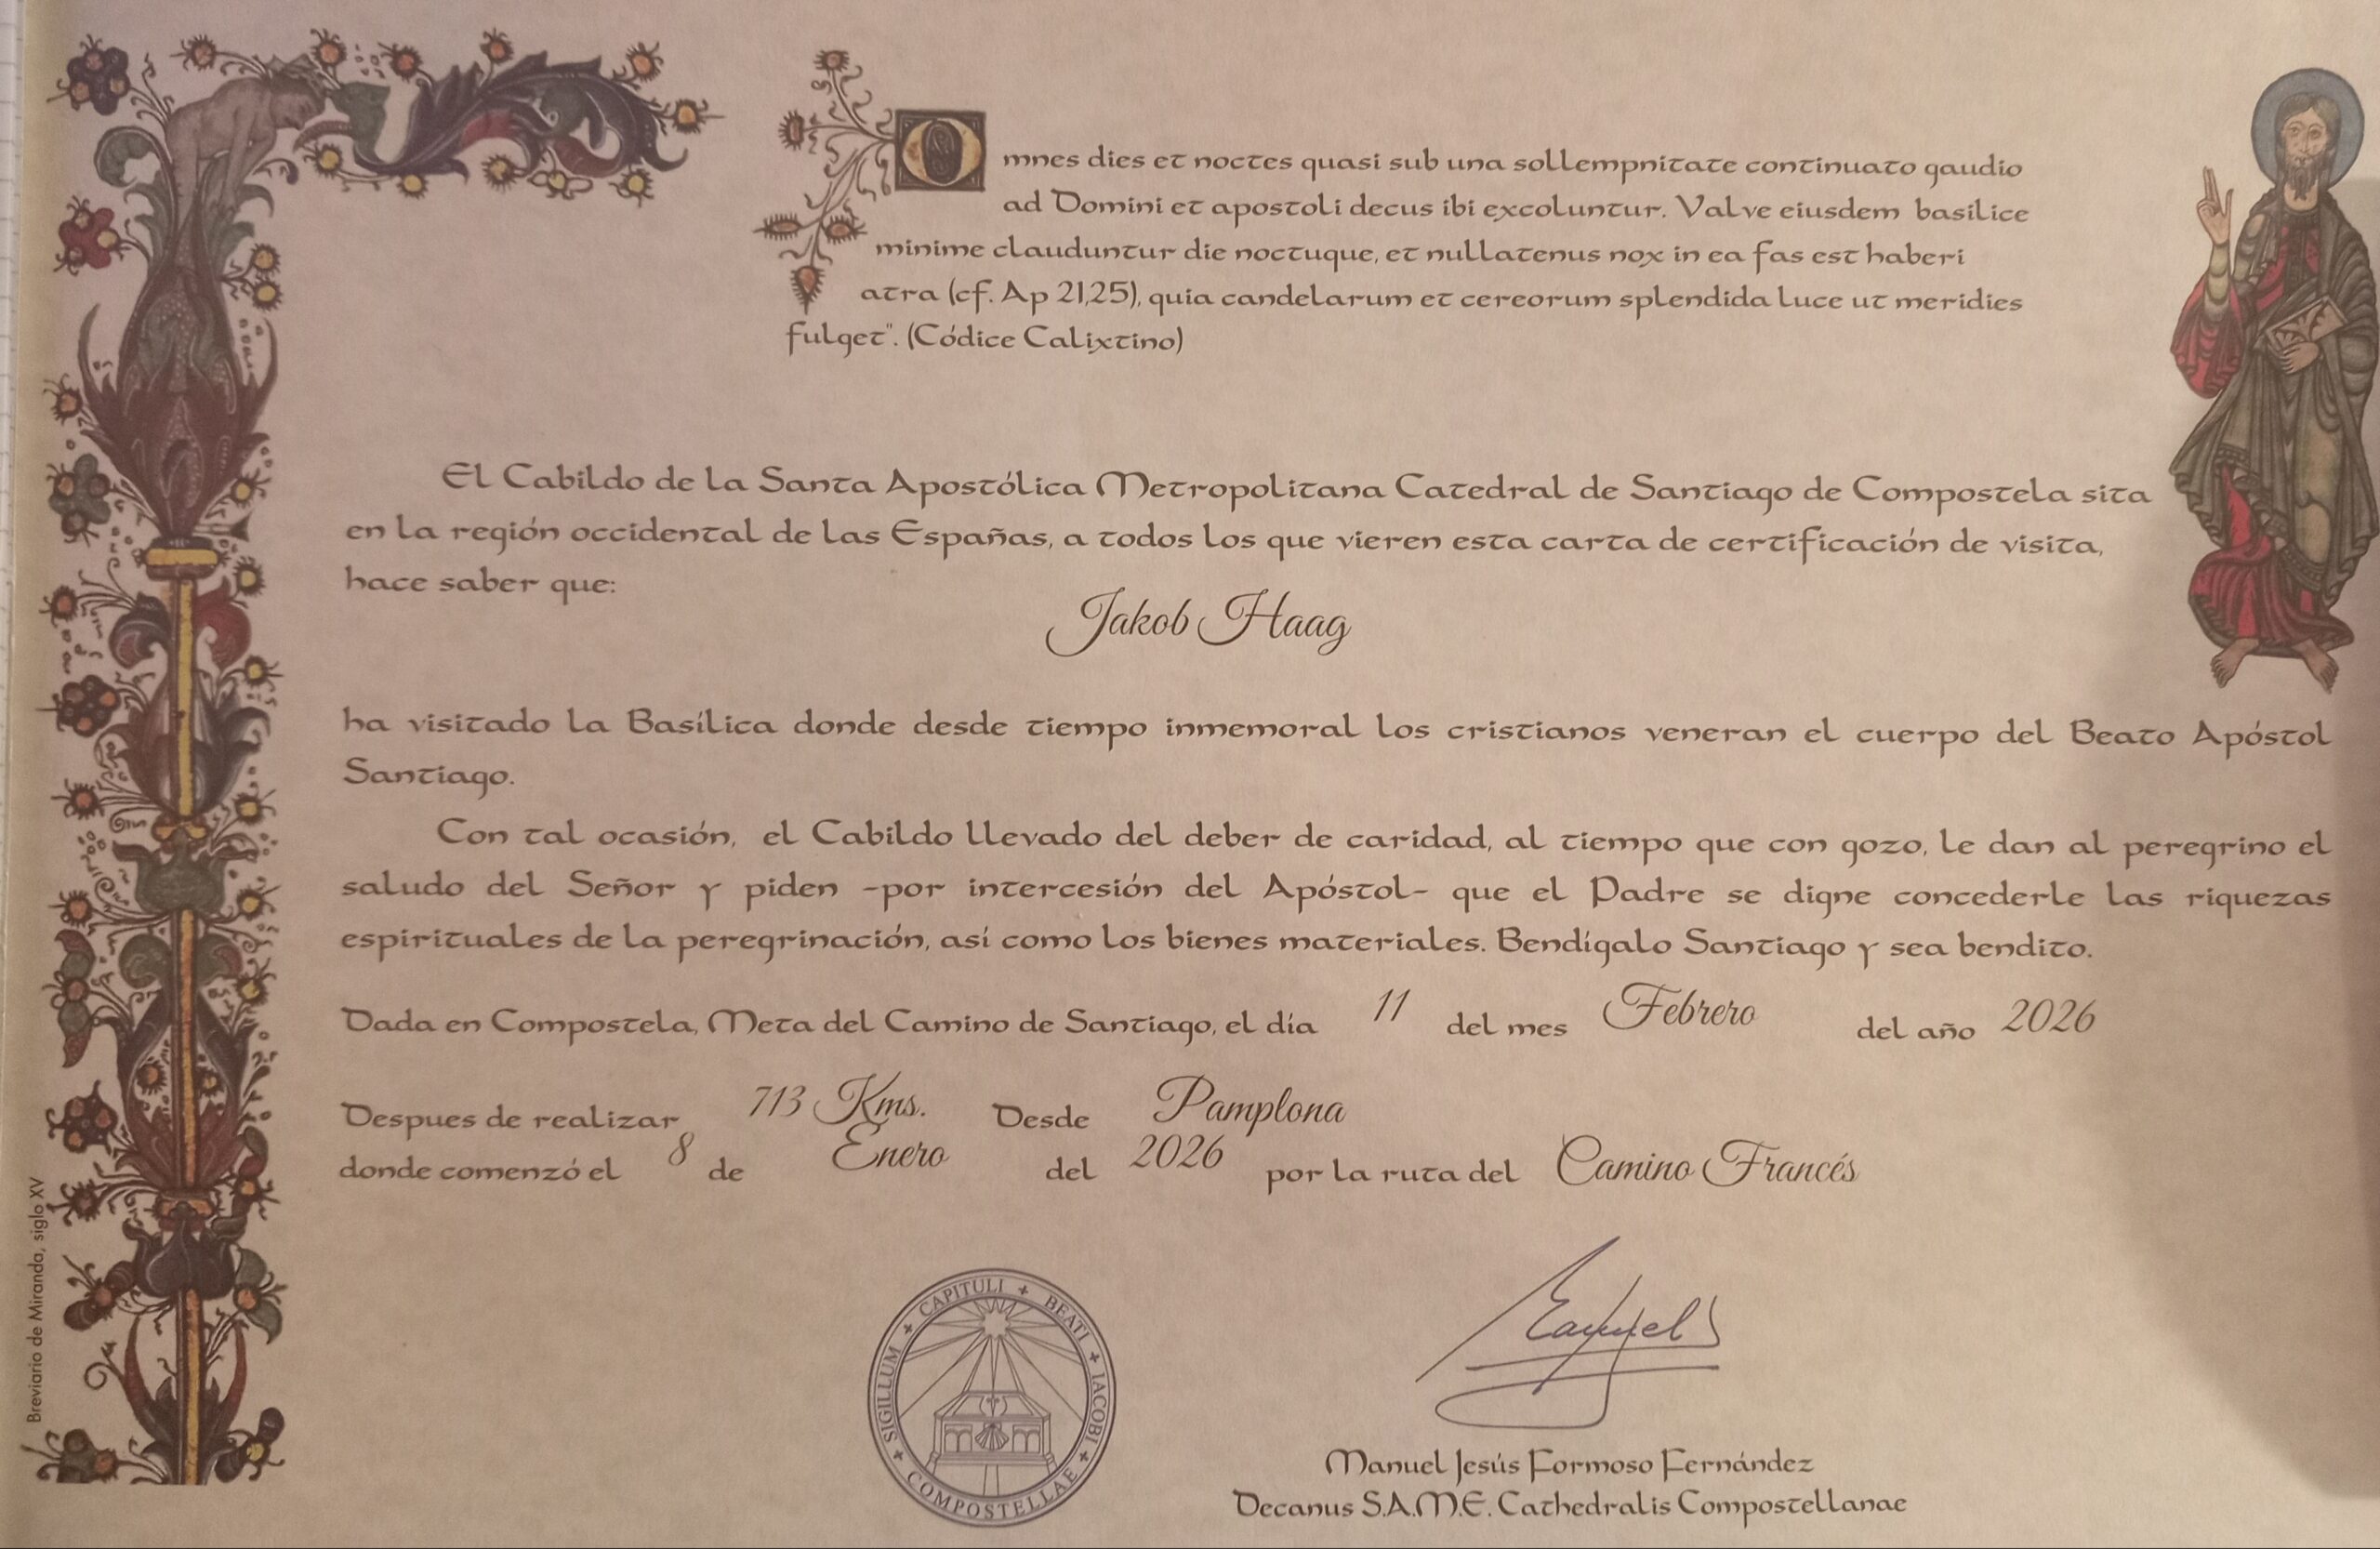 Omnes dies et noctes quasi sub una sollempnitate continuato gaudio
ad Domini et apostoli decus ibi excoluntur. Valve eiusdem basilice
minime clauduntur die noctuque, et nullatenus nox in ea fas est haberi
atra (cf. Ap 21,25), quia candelarum et cereorum splendida luce ut meridies
fulget". (Códice Calixtino)
El Cabildo de la Santa Apostólica Metropolitana Catedral de Santiago de Compostela sita
en la región occidental de las Españas, a todos los que vieren esta carta de certificación de visita,
hace saber que:
Jakob Haag
ha visitado la Basílica donde desde tiempo inmemoral los cristianos veneran el cuerpo del Beato Apóstol
Santiago.
Con tal ocasión, el Cabildo llevado del deber de caridad, al tiempo que con gozo, le dan al peregrino el
saludo del Señor y piden -por intercesión del Apóstol- que el Padre se digne concederle las riquezas
espirituales de la peregrinación, así como los bienes materiales. Bendígalo Santiago y sea bendito.
Dada en Compostela, Meta del Camino de Santiago, el día 11 del mes Febrero del año 2026
Despues de realizar 713 Kms. Desde Pamplona
donde comenzó el 8 de Enero del 2026 por la ruta del Camino Francés
SIGILLUM + CAPITULI + BEATI + IACOBI + COMPOSTELLAE +
Manuel Jesús Formoso Fernández
Decanus S.A.M.E. Cathedralis Compostellanae
Breviario de Miranda, siglo XV